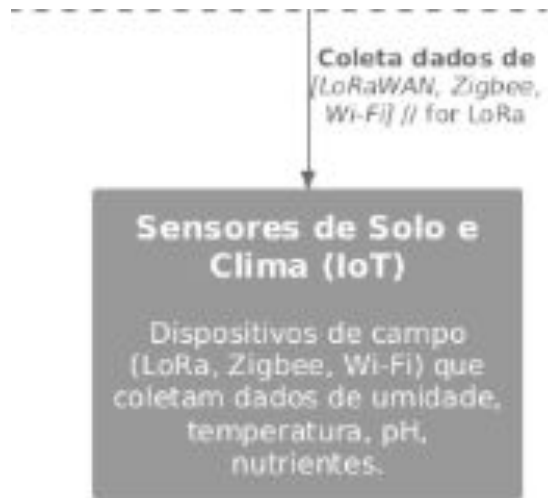 Coleta dados de
[LoRaWAN, Zigbee,
Wi-Fi] // for LoRa
Sensores de Solo e
Clima (IoT)
Dispositivos de campo
(LoRa, Zigbee, Wi-Fi) que
coletam dados de umidade,
temperatura, pH,
nutrientes.